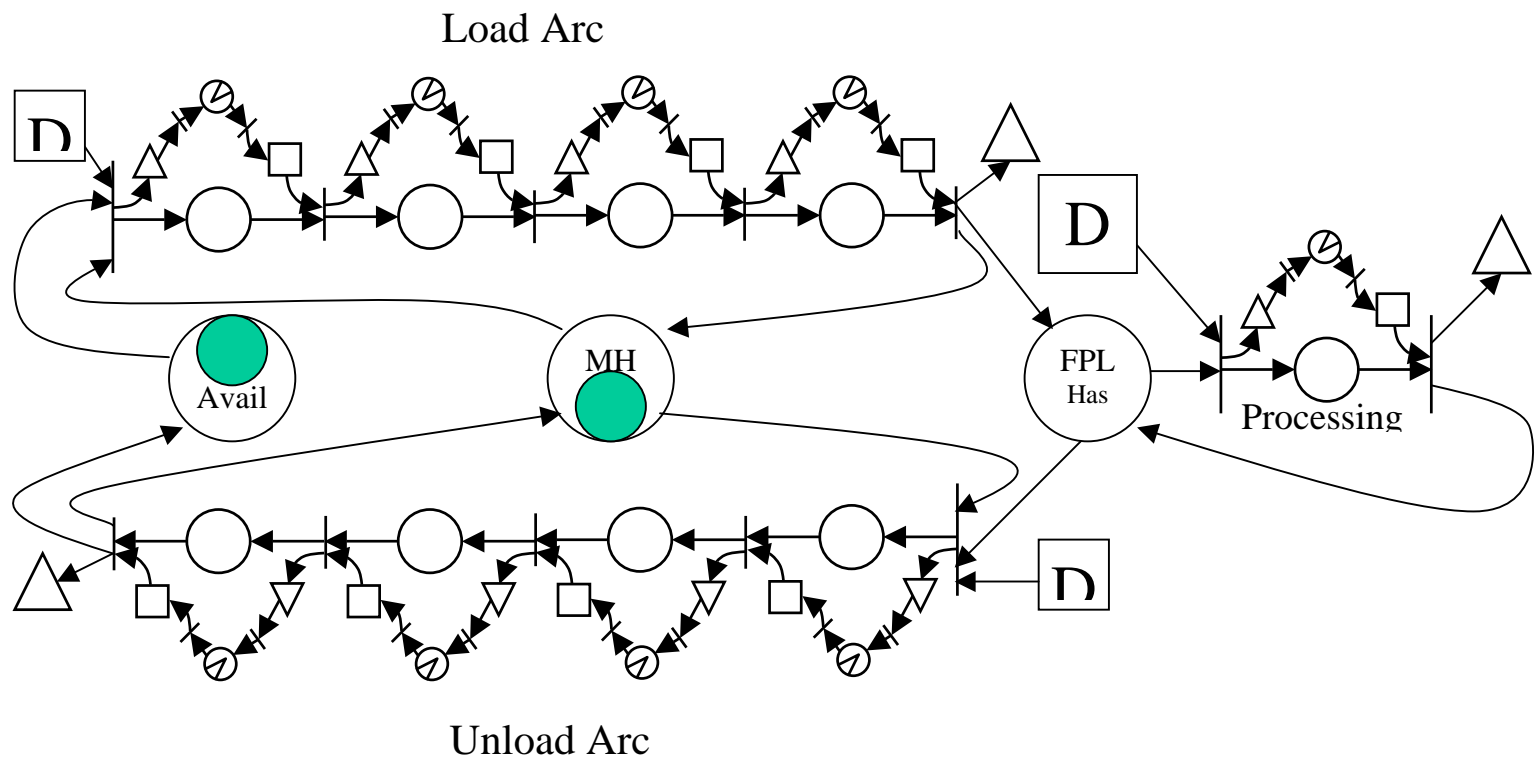 Load Arc
D
D
MH
Avail
FPL
Has
Processing
D
Unload Arc